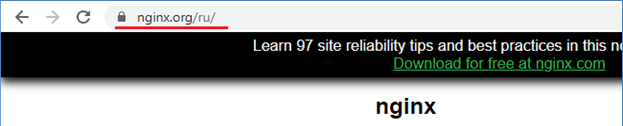 nginx.org/ru/
Learn 97 site reliability tips and best practices in this
Download for free at nginx.com
nginx